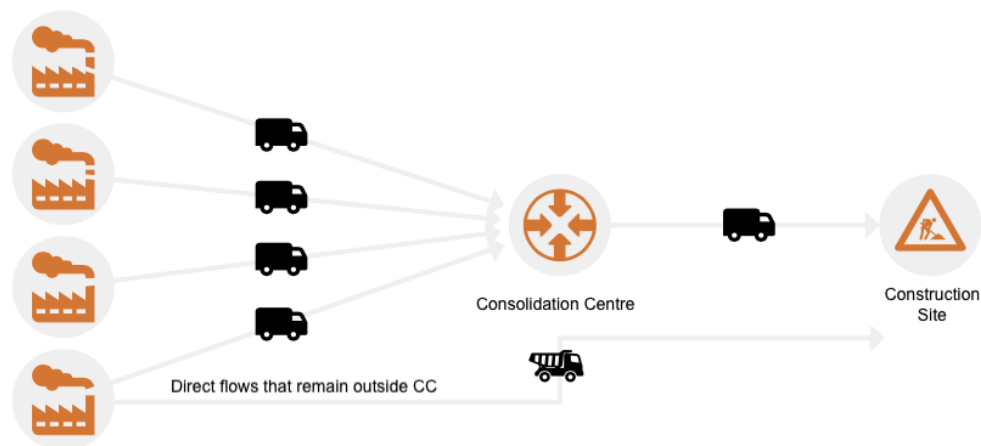 Consolidation Centre
Construction
Site
Direct flows that remain outside CC